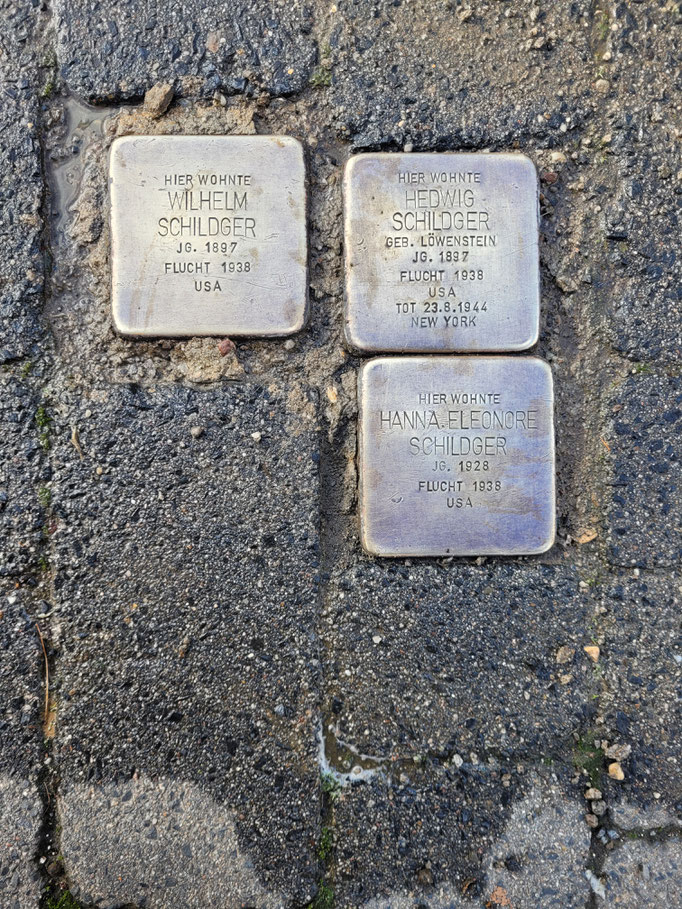 HIER WOHNTE
WILHELM
SCHILDGER
JG. 1897
FLUCHT 1938
USA
HIER WOHNTE
HEDWIG
SCHILDGER
GEB. LÖWENSTEIN
JG. 1897
FLUCHT 1938
USA
TOT 23.8.1944
NEW YORK
HIER WOHNTE
HANNA-ELEONORE
SCHILDGER
JG. 1928
FLUCHT 1938
USA